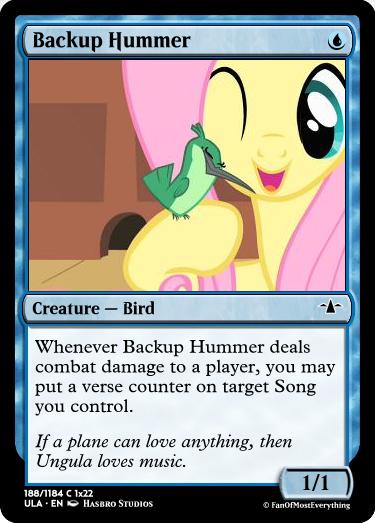 Backup Hummer
Creature — Bird
Whenever Backup Hummer deals
combat damage to a player, you may
put a verse counter on target Song
you control.
If a plane can love anything, then
Ungula loves music.
1/1
188/1184 C 1x22
ULA • EN Hasbro Studios
© FanOfMostEverything